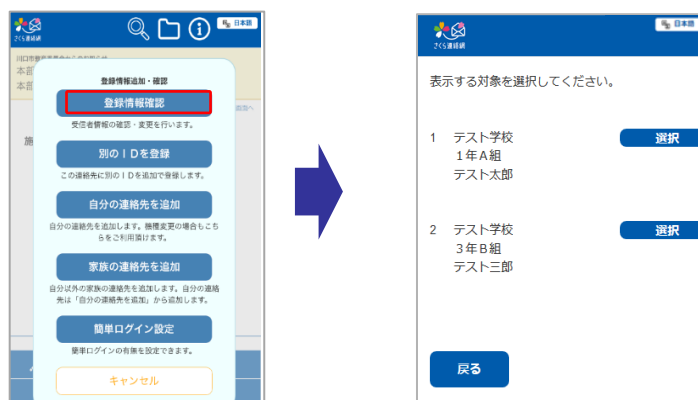 さくら連絡網
日本語
本部
本部
施
登録情報追加・確認
登録情報確認
受信者情報の確認・変更を行います。
別のIDを登録
この連絡先に別のIDを追加で登録します。
自分の連絡先を追加
自分の連絡先を追加します。機種変更の場合もこち
らをご利用頂けます。
家族の連絡先を追加
自分以外の家族の連絡先を追加します。自分の連絡
先は「自分の連絡先を追加」から追加します。
簡単ログイン設定
簡単ログインの有無を設定できます。
キャンセル
さくら連絡網
日本語
表示する対象を選択してください。
1 テスト学校 選択
1年A組
テスト太郎
2 テスト学校 選択
3年B組
テスト三郎
戻る